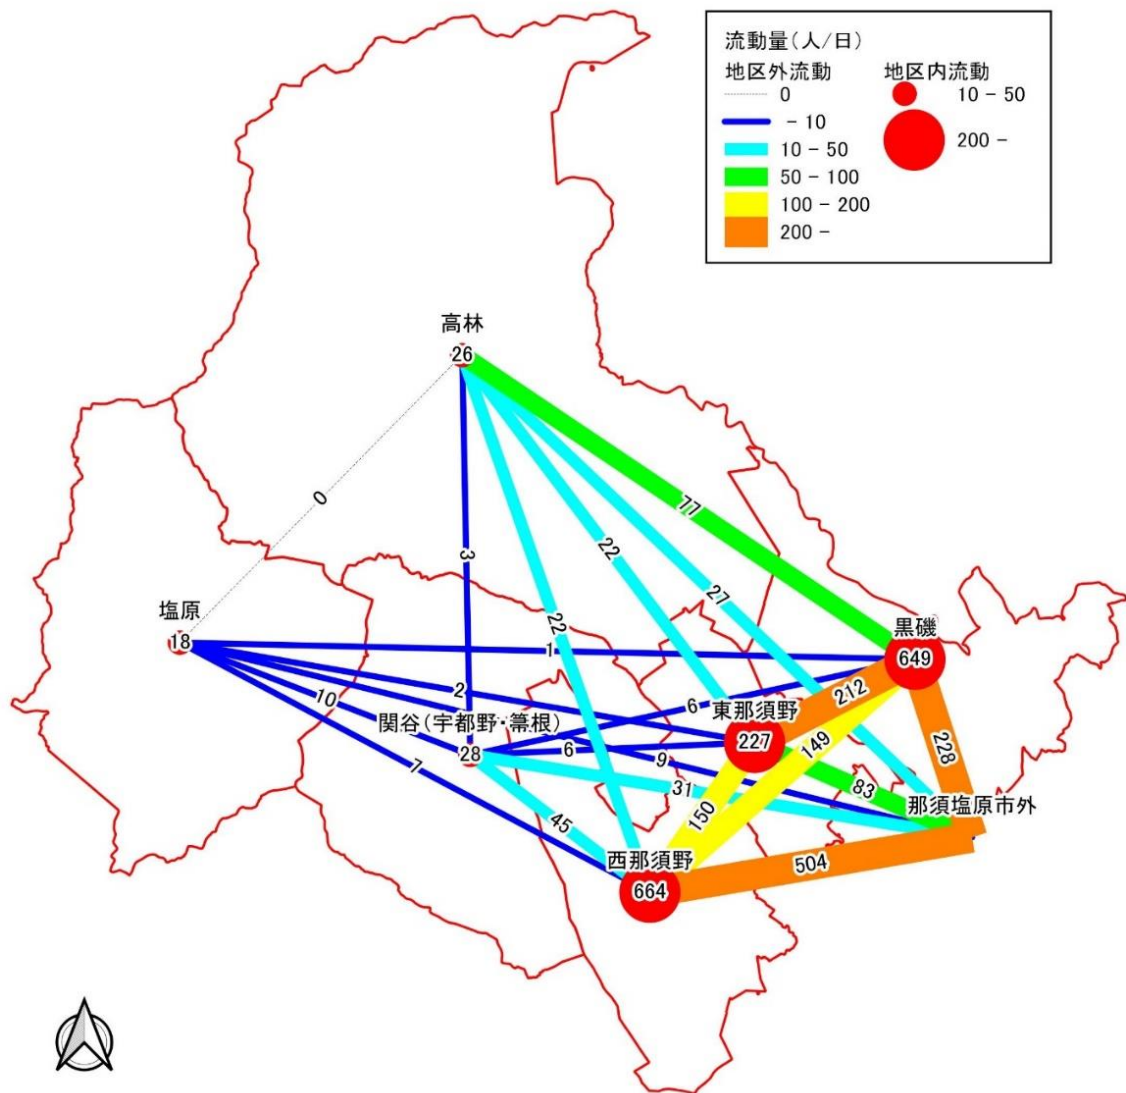 流動量(人/日)
地区外流動
地区内流動
0
10 - 50
- 10
200 -
10 - 50
50 - 100
100 - 200
200 -
高林
26
0
77
3
22
22
27
塩原
18
黒磯
649
1
2
10
6
212
東那須野
関谷(宇都野・箒根)
227
149
228
28
6
9
7
31
83
那須塩原市外
45
150
西那須野
504
664